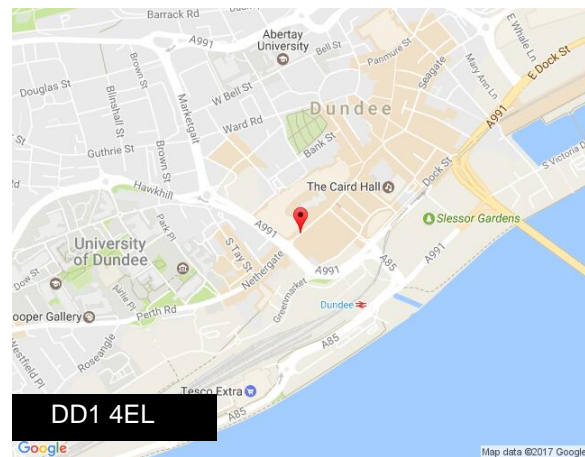 Barrack Rd
A991
Abertay
University
Bell St
Panmure St
Seagate
Mary Ann Ln
E Whale Ln
E Dock St
Douglas St
Blinshall St
Brown St
Marketgait
W Bell St
Dundee
Ward Rd
A991
Guthrie St
Brown St
Bank St
Dock St
S Victoria D
Hawkhill
The Caird Hall
A991
Slessor Gardens
University
of Dundee
Park Pl
S Tay St
Nethergate
A991
A85
A991
Dow St
Airlie Pl
Greenmarket
Dundee
ooper Gallery
Perth Rd
Roseangle
Westfield Pl
A85
Tesco Extra
A85
DD1 4EL
Google
Map data ©2017 Google